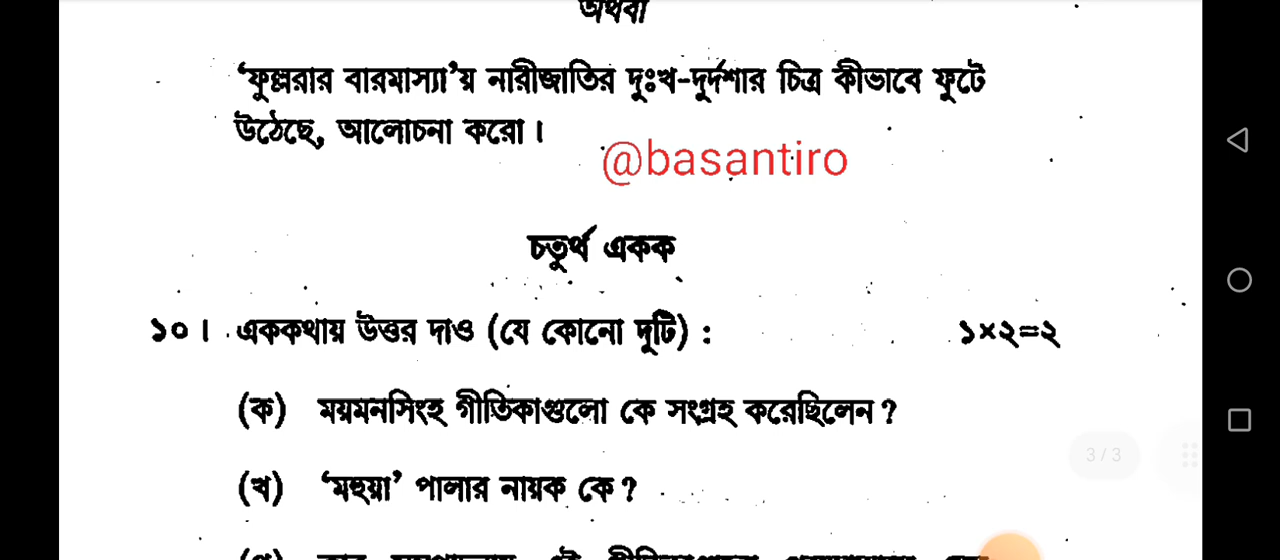 অথবা
‘ফুল্লরার বারমাস্যা’য় নারীজাতির দুঃখ-দুর্দশার চিত্র কীভাবে ফুটে
উঠেছে, আলোচনা করো।
@basantiro
চতুর্থ একক
১০। এককথায় উত্তর দাও (যে কোনো দুটি) : ১×২=২
(ক) ময়মনসিংহ গীতিকাগুলো কে সংগ্রহ করেছিলেন ?
3/3
(খ) ‘মহুয়া’ পালার নায়ক কে ?